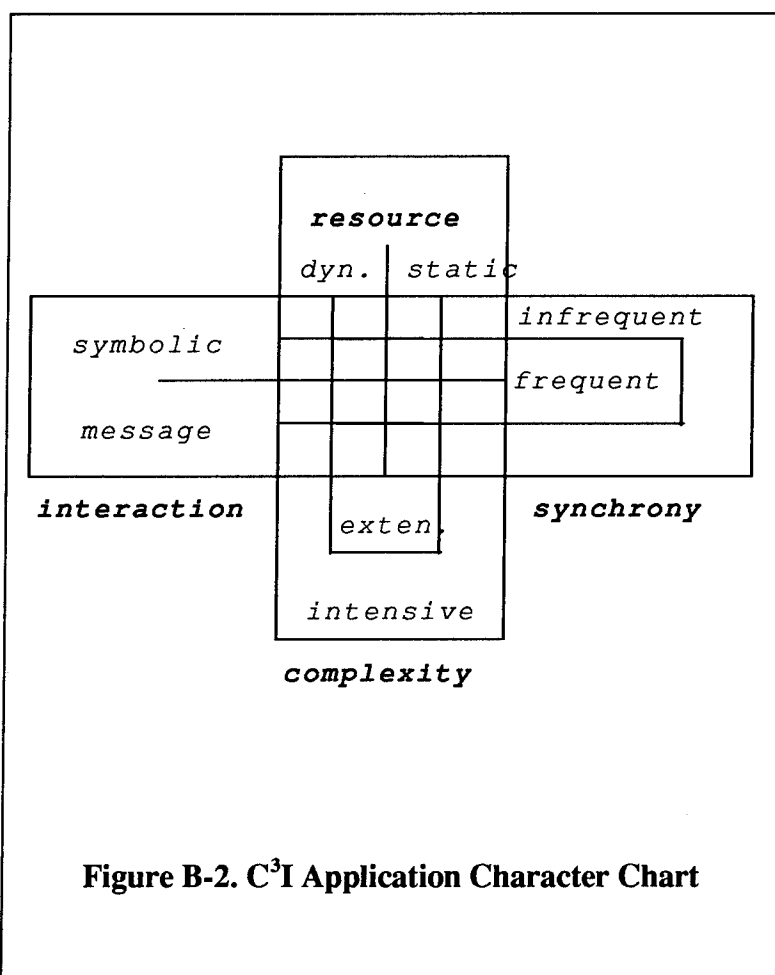 resource
dyn. static
infrequent
symbolic
frequent
message
interaction
synchrony
exten.
intensive
complexity
Figure B-2. C³I Application Character Chart